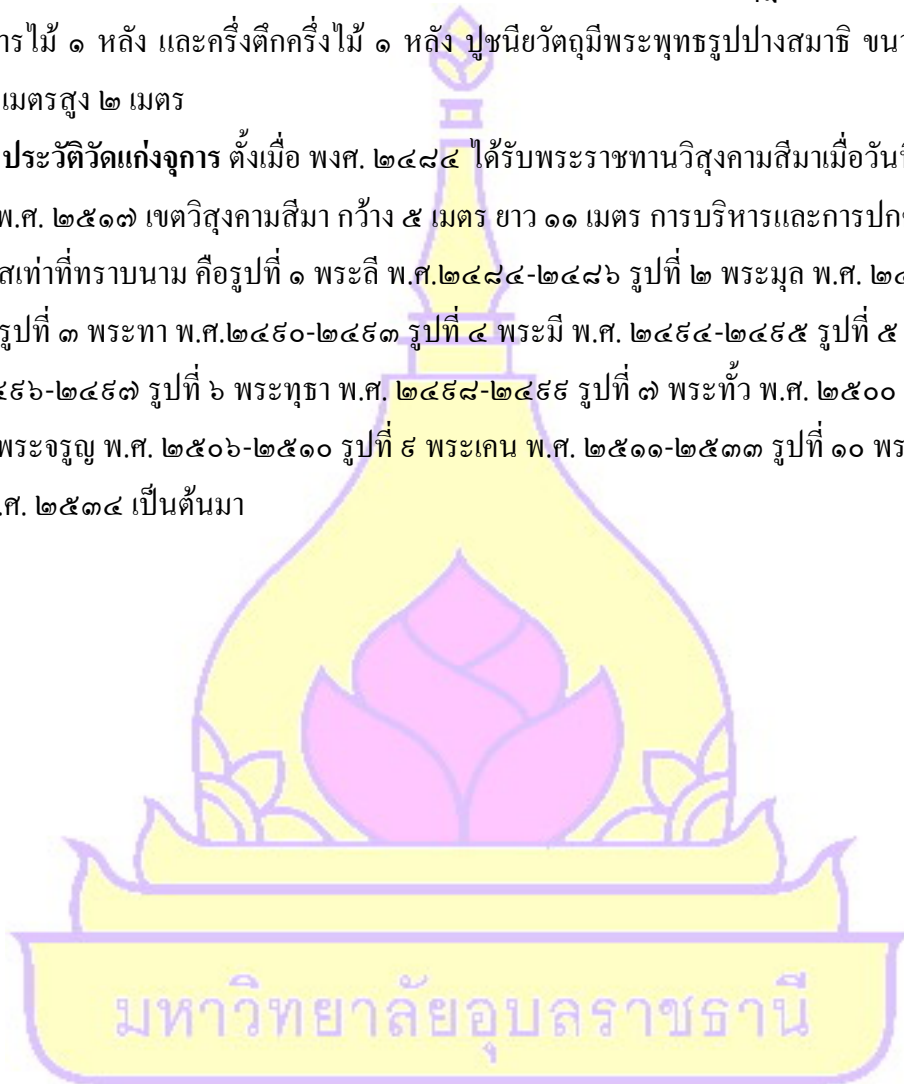 ารไม้ ๑ หลัง และครึ่งตึกครึ่งไม้ ๑ หลัง ปูชนียวัตถุมีพระพุทธรูปปางสมาธิ ขนา
เมตรสูง ๒ เมตร
ประวัติวัดแก่งจุการ ตั้งเมื่อ พงศ. ๒๔๘๔ ได้รับพระราชทานวิสุงคามสีมาเมื่อวันที
พ.ศ. ๒๕๑๗ เขตวิสุงคามสีมา กว้าง ๕ เมตร ยาว ๑๑ เมตร การบริหารและการปก
สเท่าที่ทราบนาม คือรูปที่ ๑ พระลี พ.ศ.๒๔๘๔-๒๔๘๖ รูปที่ ๒ พระมุล พ.ศ. ๒๔
รูปที่ ๓ พระทา พ.ศ.๒๔๙๐-๒๔๙๓ รูปที่ ๔ พระมี พ.ศ. ๒๔๙๔-๒๔๙๕ รูปที่ ๕
๔๙๖-๒๔๙๗ รูปที่ ๖ พระทุธา พ.ศ. ๒๔๙๘-๒๔๙๙ รูปที่ ๗ พระทั้ว พ.ศ. ๒๕๐๐
พระจรูญ พ.ศ. ๒๕๐๖-๒๕๑๐ รูปที่ ๙ พระเคน พ.ศ. ๒๕๑๑-๒๕๓๓ รูปที่ ๑๐ พร
.ศ. ๒๕๓๔ เป็นต้นมา
มหาวิทยาลัยอุบลราชธานี